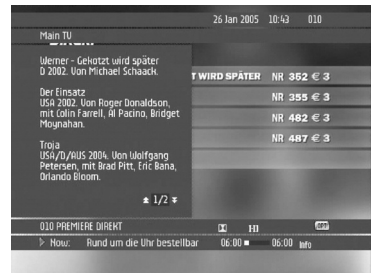 26 Jan 2005 10:43 010
Main TV
Werner - Gekotzt wird später
D 2002. Von Michael Schaack.
T WIRD SPÄTER NR 352 € 3
Der Einsatz
USA 2002. Von Roger Donaldson,
mit Colin Farrell, Al Pacino, Bridget
Moynahan.
NR 355 € 3
NR 482 € 3
NR 487 € 3
Troja
USA/D/AUS 2004. Von Wolfgang
Petersen, mit Brad Pitt, Eric Bana,
Orlando Bloom.
1/2
010 PREMIERE DIREKT
Now: Rund um die Uhr bestellbar 06:00 06:00 Info